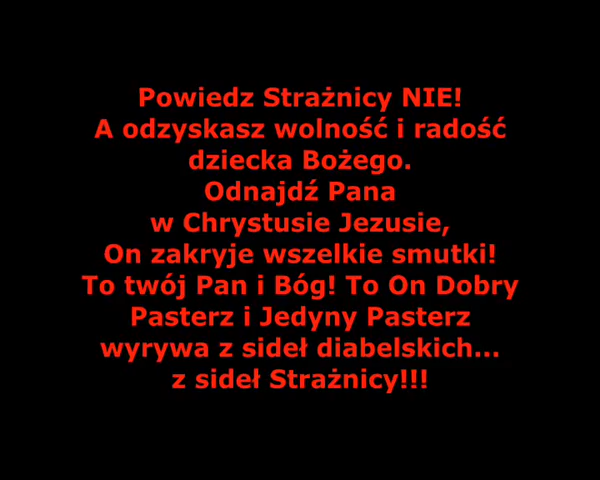 Powiedz Strażnicy NIE!
A odzyskasz wolność i radość
dziecka Bożego.
Odnajdź Pana
w Chrystusie Jezusie,
On zakryje wszelkie smutki!
To twój Pan i Bóg! To On Dobry
Pasterz i Jedyny Pasterz
wyrywa z sideł diabelskich...
z sideł Strażnicy!!!